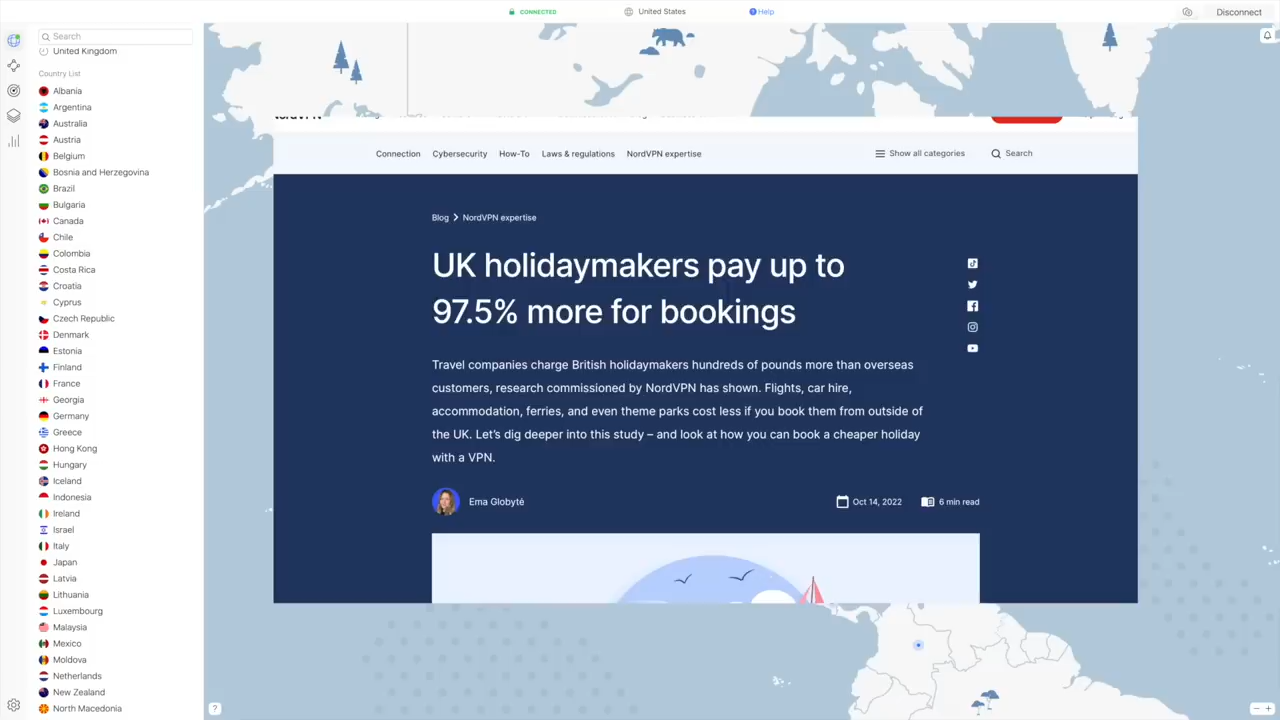 CONNECTED
United States
Help
Disconnect
Search
United Kingdom
Country List
Albania
Argentina
Australia
Austria
Belgium
Bosnia and Herzegovina
Brazil
Bulgaria
Canada
Chile
Colombia
Costa Rica
Croatia
Cyprus
Czech Republic
Denmark
Estonia
Finland
France
Georgia
Germany
Greece
Hong Kong
Hungary
Iceland
Indonesia
Ireland
Israel
Italy
Japan
Latvia
Lithuania
Luxembourg
Malaysia
Mexico
Moldova
Netherlands
New Zealand
North Macedonia
NordVPN
Connection Cybersecurity How-To Laws & regulations NordVPN expertise Show all categories Search
Blog NordVPN expertise
UK holidaymakers pay up to
97.5% more for bookings
Travel companies charge British holidaymakers hundreds of pounds more than overseas
customers, research commissioned by NordVPN has shown. Flights, car hire,
accommodation, ferries, and even theme parks cost less if you book them from outside of
the UK. Let's dig deeper into this study – and look at how you can book a cheaper holiday
with a VPN.
Ema Globytė
Oct 14, 2022
6 min read
?